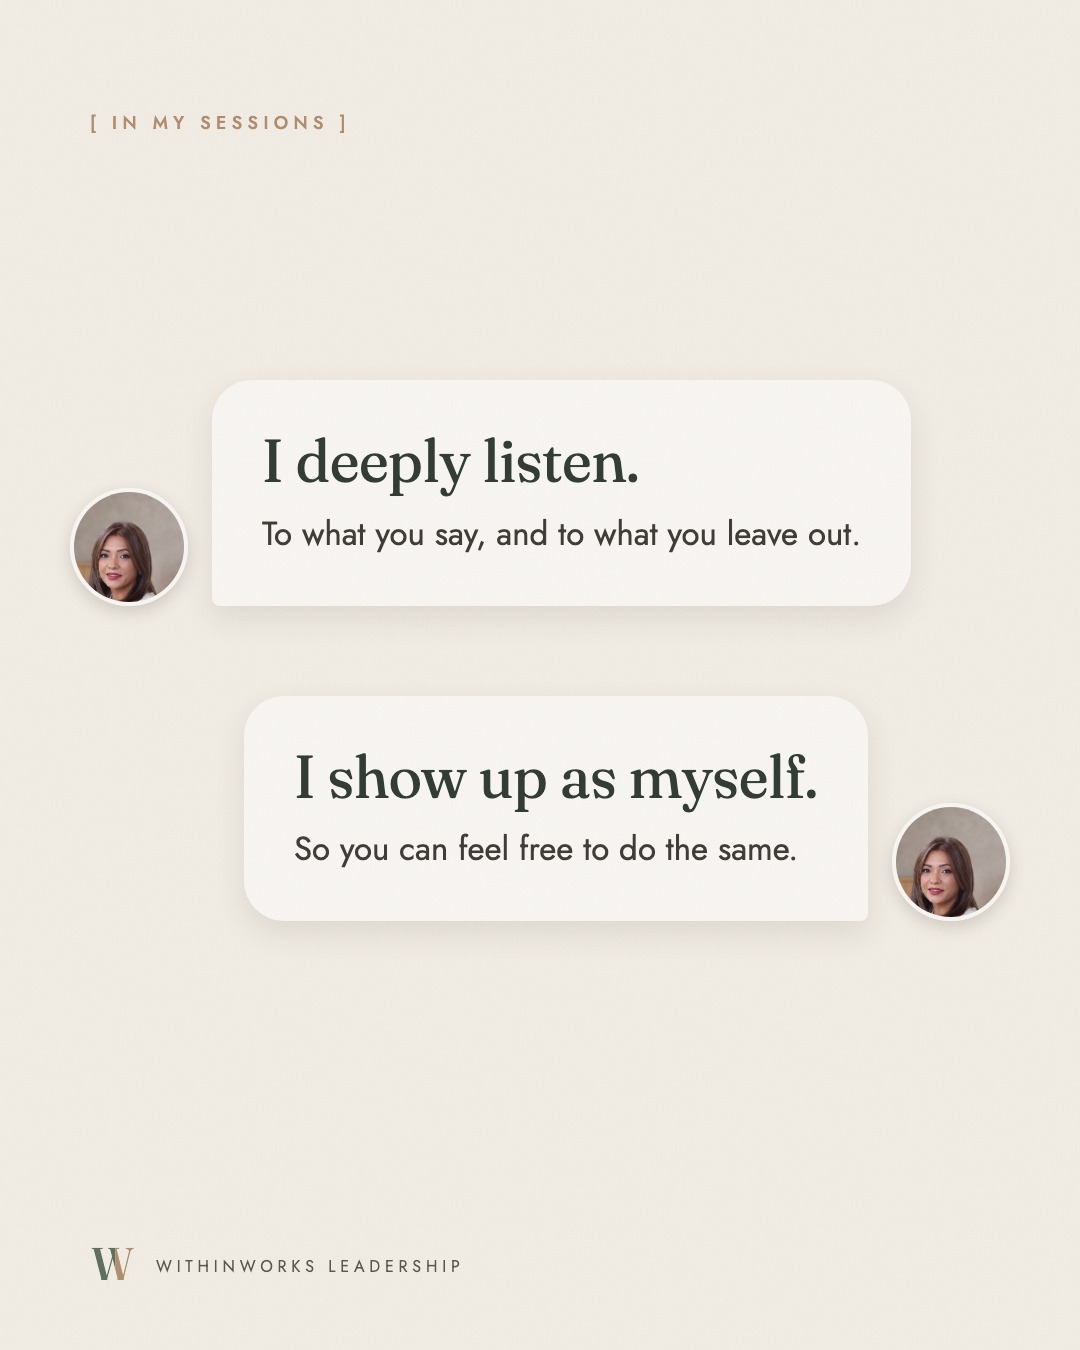 [ IN MY SESSIONS ]
I deeply listen.
To what you say, and to what you leave out.
I show up as myself.
So you can feel free to do the same.
W WITHINWORKS LEADERSHIP